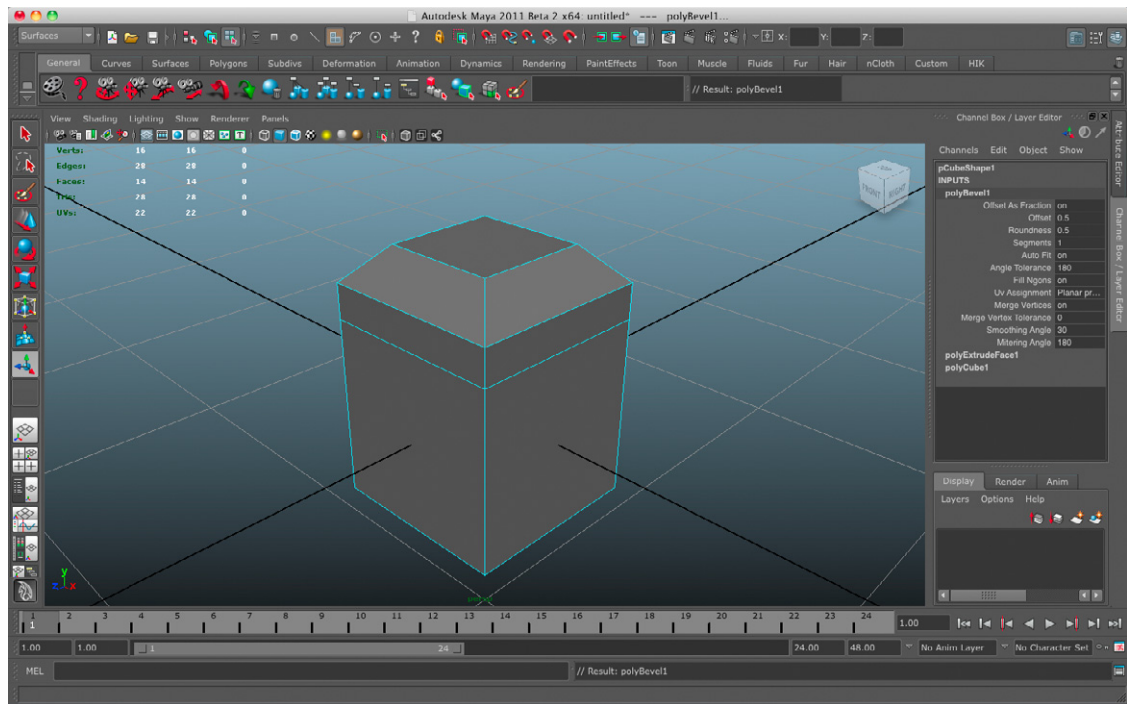 Autodesk Maya 2011 Beta 2 x64: untitled* --- polyBevel1...
Surfaces X: Y: Z:
General Curves Surfaces Polygons Subdivs Deformation Animation Dynamics Rendering PaintEffects Toon Muscle Fluids Fur Hair nCloth Custom HIK
// Result: polyBevel1
View Shading Lighting Show Renderer Panels
Verts: 16 16 0
Edges: 28 28 0
Faces: 14 14 0
Tris: 28 28 0
UVs: 22 22 0
FRONT RIGHT
y
z x
persp
Channel Box / Layer Editor
Channels Edit Object Show
pCubeShape1
INPUTS
polyBevel1
Offset As Fraction on
Offset 0.5
Roundness 0.5
Segments 1
Auto Fit on
Angle Tolerance 180
Fill Ngons on
Uv Assignment Planar pr...
Merge Vertices on
Merge Vertex Tolerance 0
Smoothing Angle 30
Mitering Angle 180
polyExtrudeFace1
polyCube1
Attribute Editor
Channel Box / Layer Editor
Display Render Anim
Layers Options Help
1 2 3 4 5 6 7 8 9 10 11 12 13 14 15 16 17 18 19 20 21 22 23 24
1 1.00
1.00 1.00 1 24 24.00 48.00 No Anim Layer No Character Set
MEL // Result: polyBevel1